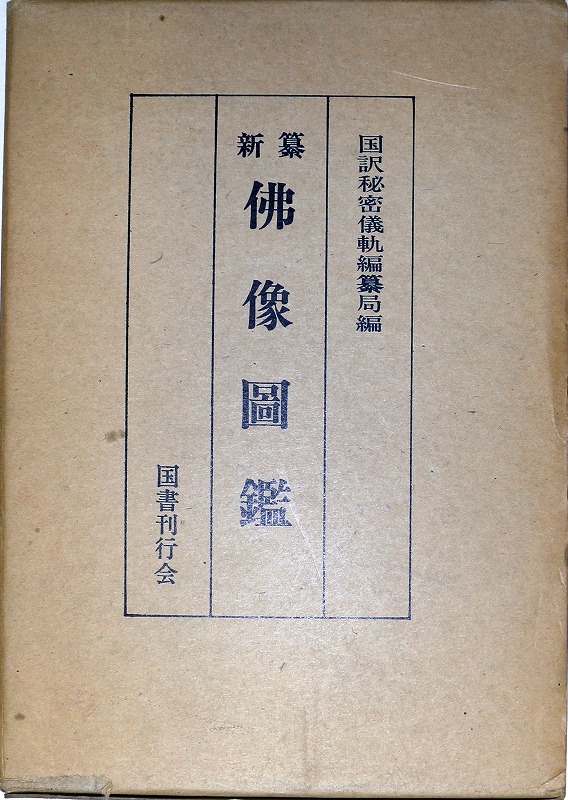 国訳秘密儀軌編纂局編
新纂
佛像圖鑑
国書刊行会